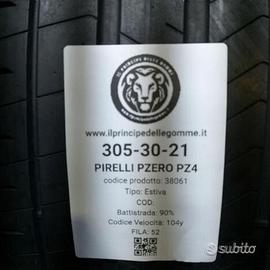 IL PRINCIPE DELLE GOMME
www.ilprincipedellegomme.it
305-30-21
PIRELLI PZERO PZ4
codice prodotto: 38061
Tipo: Estiva
COD:
Battistrada: 90%
Codice Velocità: 104y
FILA: 52
subito